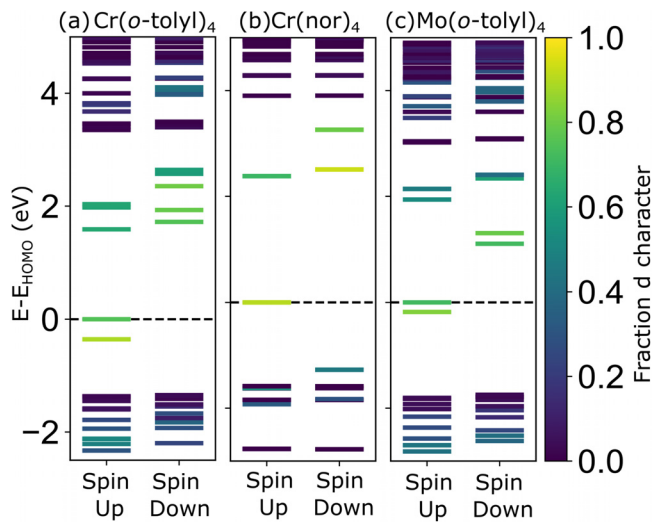 (a) Cr(o-tolyl)₄
(b) Cr(nor)₄
(c) Mo(o-tolyl)₄
4
2
0
−2
E-E_HOMO (eV)
Spin Up
Spin Down
Spin Up
Spin Down
Spin Up
Spin Down
1.0
0.8
0.6
0.4
0.2
0.0
Fraction d character